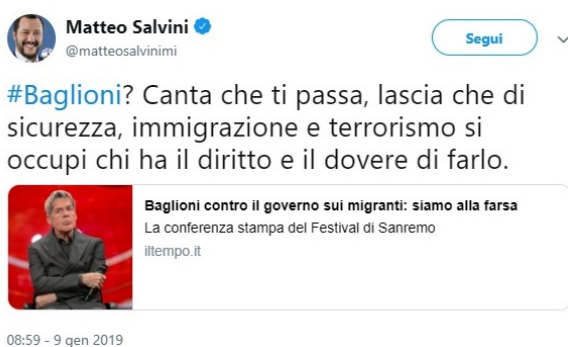 Matteo Salvini
@matteosalvinimi
Segui
#Baglioni? Canta che ti passa, lascia che di
sicurezza, immigrazione e terrorismo si
occupi chi ha il diritto e il dovere di farlo.
Baglioni contro il governo sui migranti: siamo alla farsa
La conferenza stampa del Festival di Sanremo
iltempo.it
08:59 - 9 gen 2019